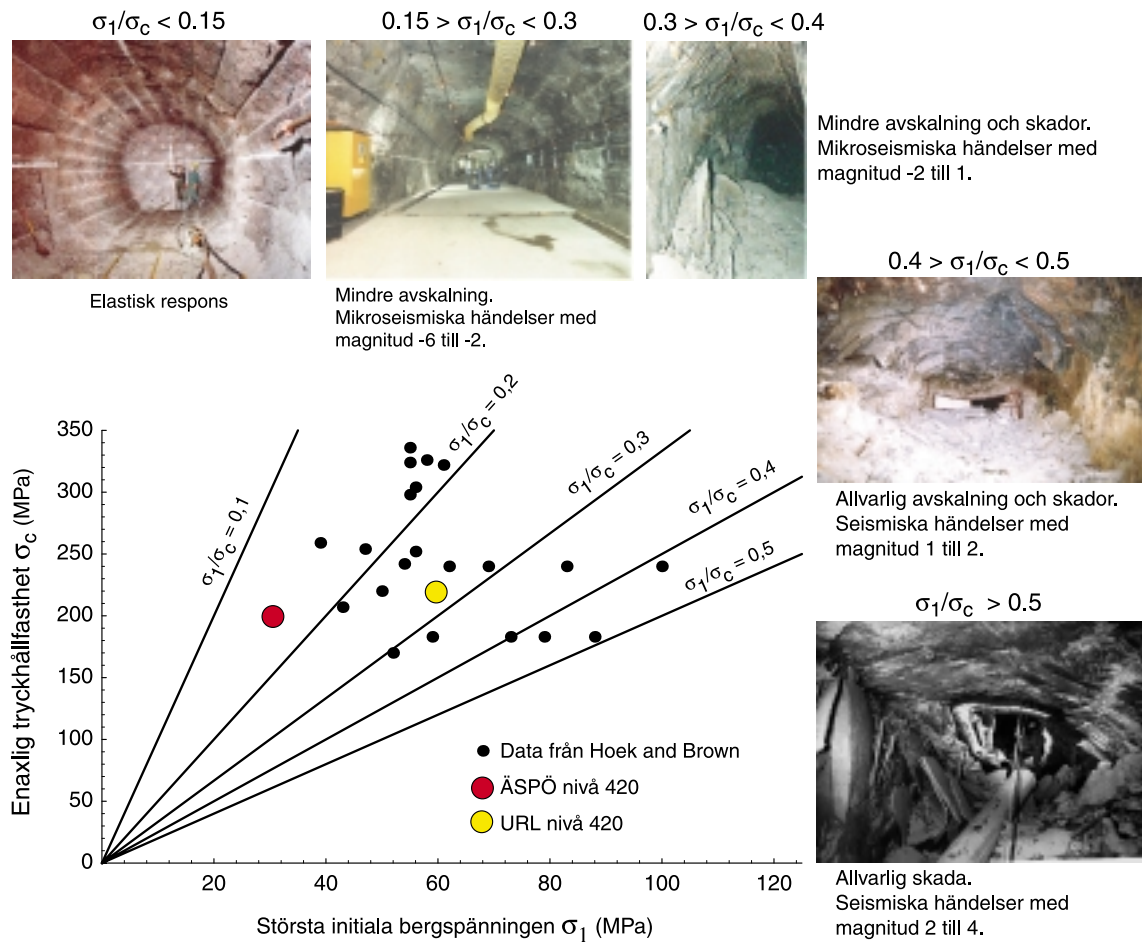 σ1/σc < 0.15
0.15 > σ1/σc < 0.3
0.3 > σ1/σc < 0.4
Elastisk respons
Mindre avskalning.
Mikroseismiska händelser med
magnitud -6 till -2.
Mindre avskalning och skador.
Mikroseismiska händelser med
magnitud -2 till 1.
0.4 > σ1/σc < 0.5
Allvarlig avskalning och skador.
Seismiska händelser med
magnitud 1 till 2.
σ1/σc > 0.5
Allvarlig skada.
Seismiska händelser med
magnitud 2 till 4.
Enaxlig tryckhållfasthet σc (MPa)
350
300
250
200
150
100
50
0
σ1/σc = 0,1
σ1/σc = 0,2
σ1/σc = 0,3
σ1/σc = 0,4
σ1/σc = 0,5
Data från Hoek and Brown
ÄSPÖ nivå 420
URL nivå 420
20 40 60 80 100 120
Största initiala bergspänningen σ1 (MPa)